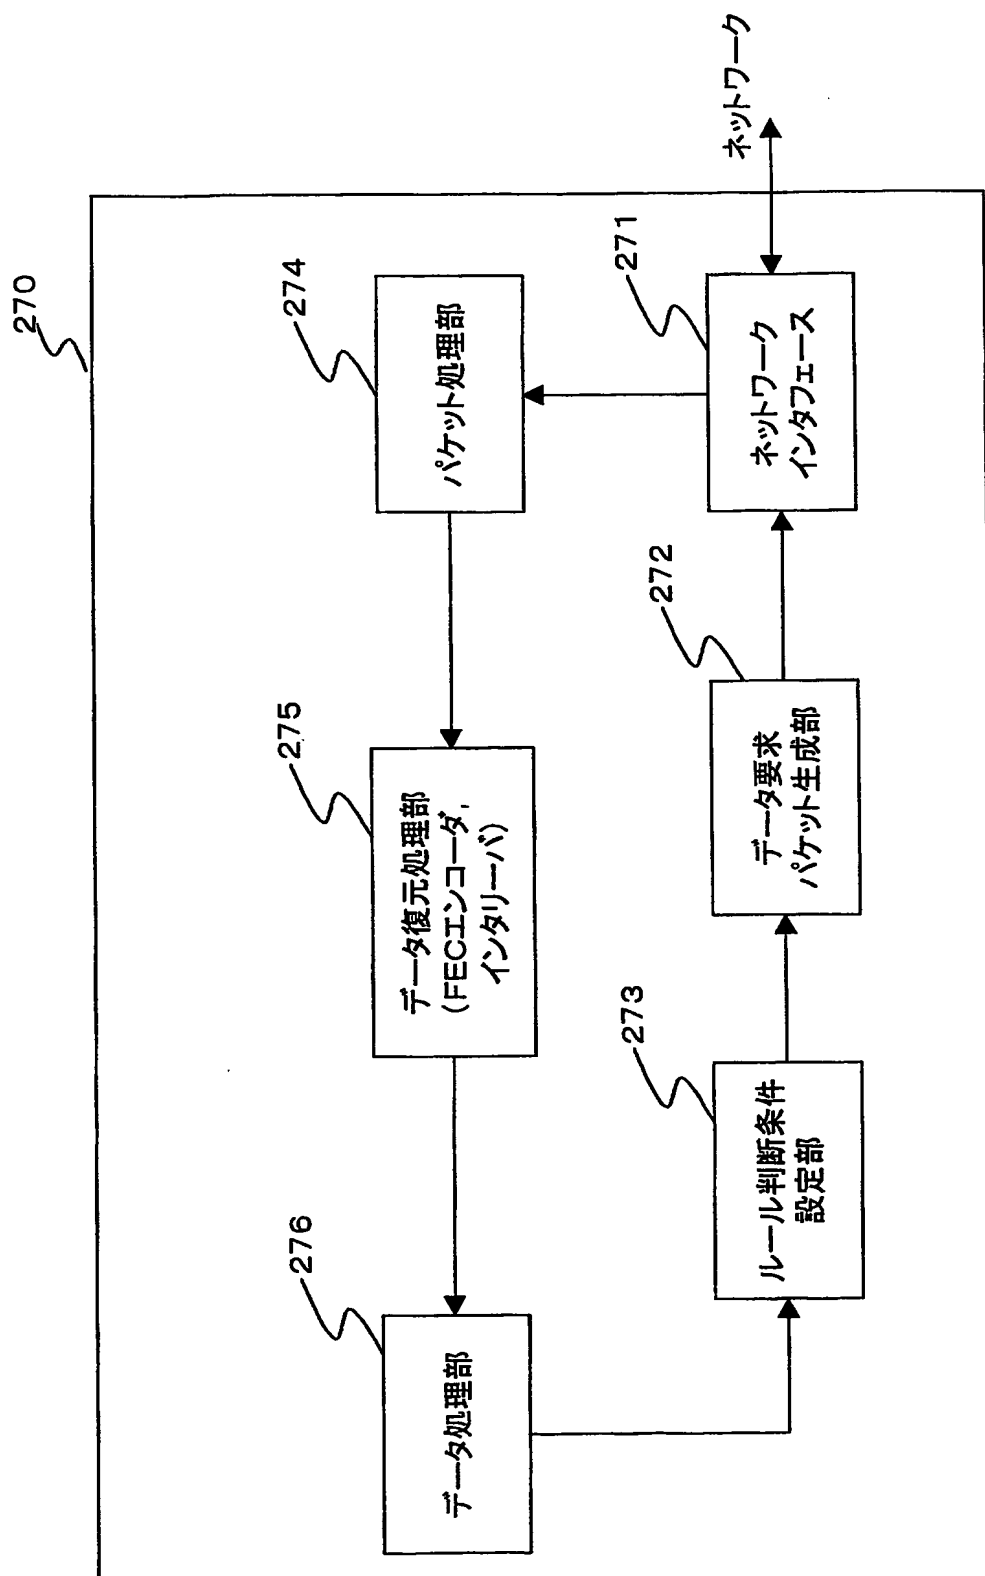 270
276
データ処理部
275
データ復元処理部
(FECエンコーダ,
インタリーバ)
274
パケット処理部
273
ルール判断条件
設定部
272
データ要求
パケット生成部
271
ネットワーク
インタフェース
ネットワーク